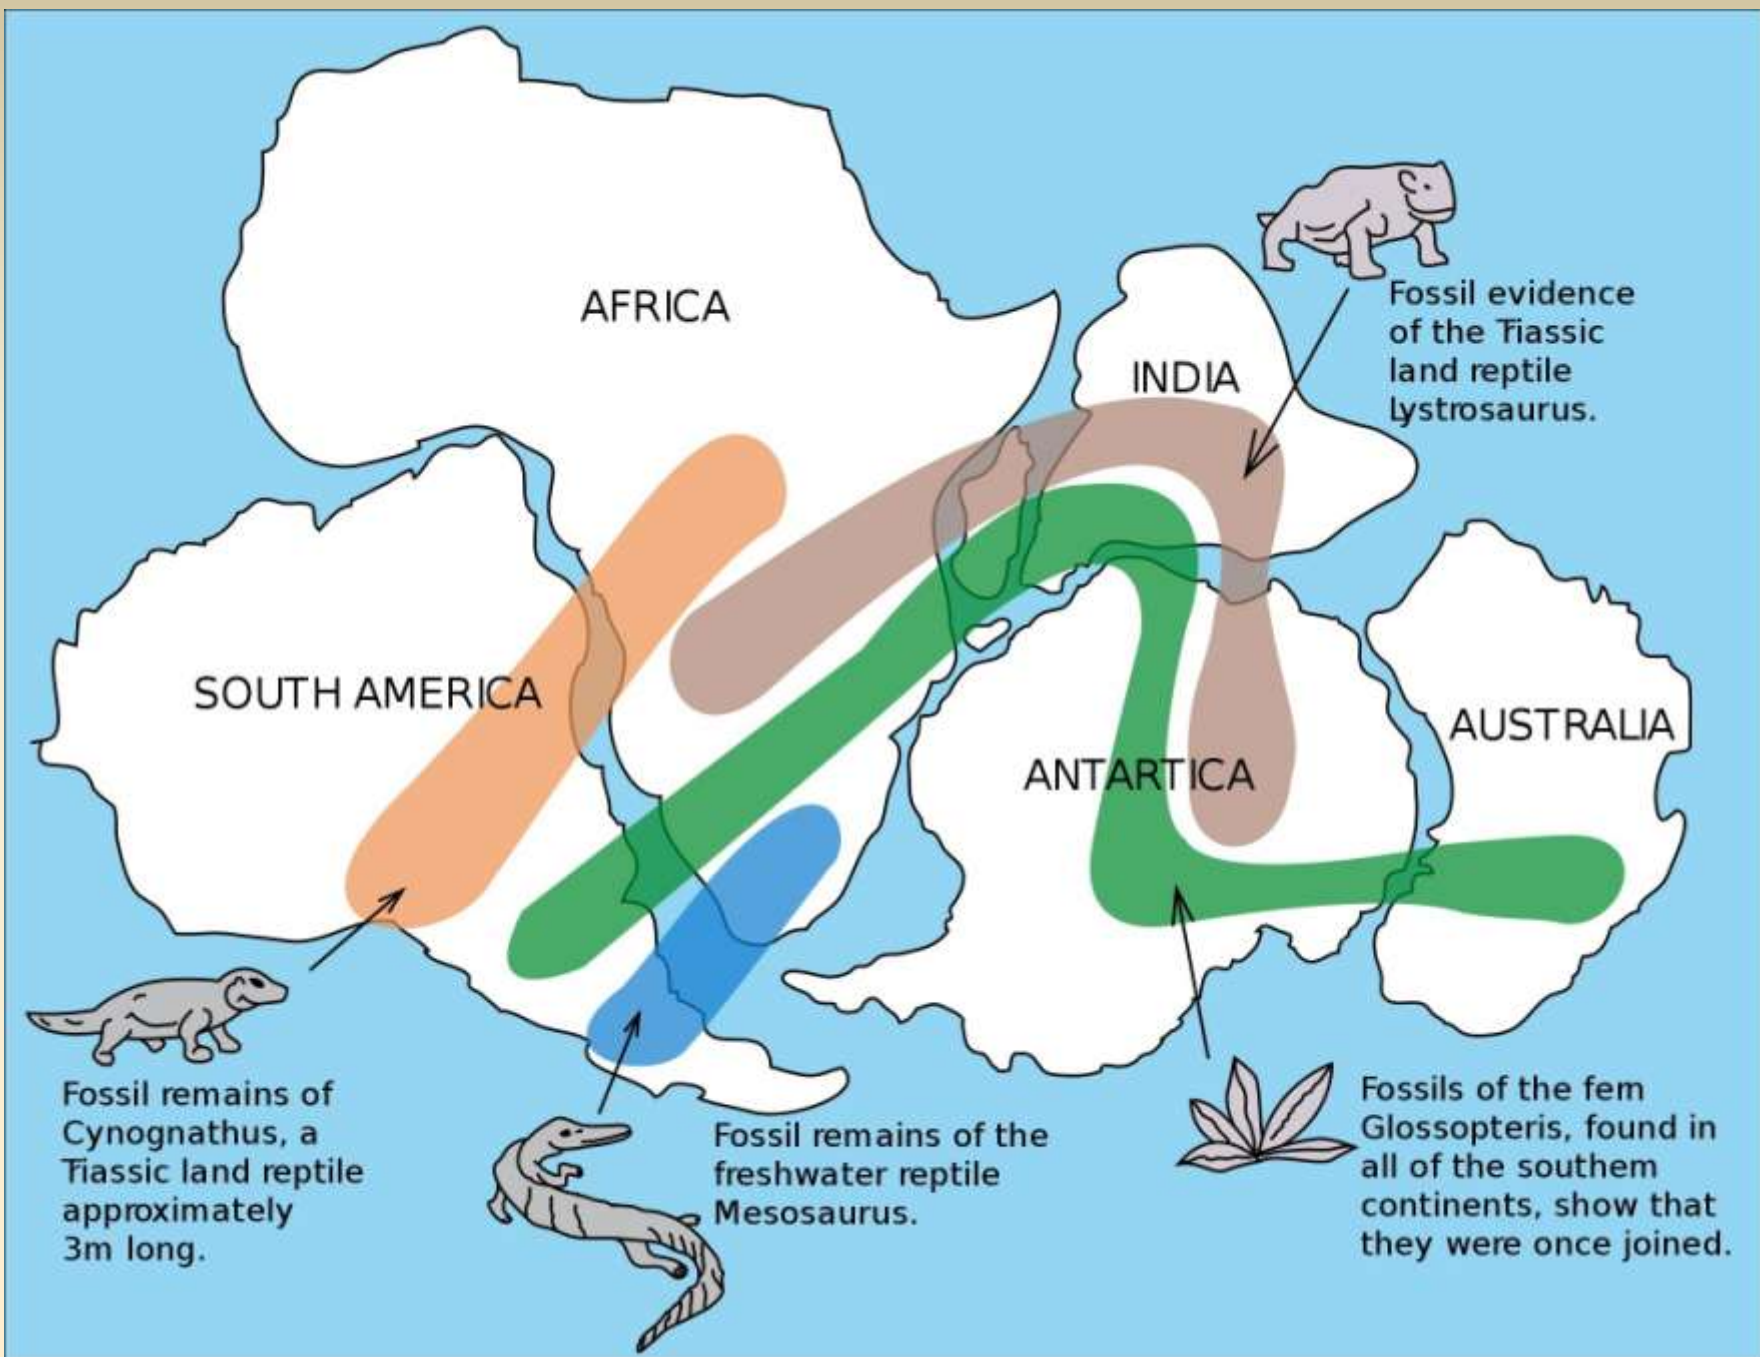 AFRICA
INDIA
Fossil evidence
of the Tiassic
land reptile
Lystrosaurus.
SOUTH AMERICA
ANTARTICA
AUSTRALIA
Fossil remains of
Cynognathus, a
Tiassic land reptile
approximately
3m long.
Fossil remains of the
freshwater reptile
Mesosaurus.
Fossils of the fem
Glossopteris, found in
all of the southem
continents, show that
they were once joined.